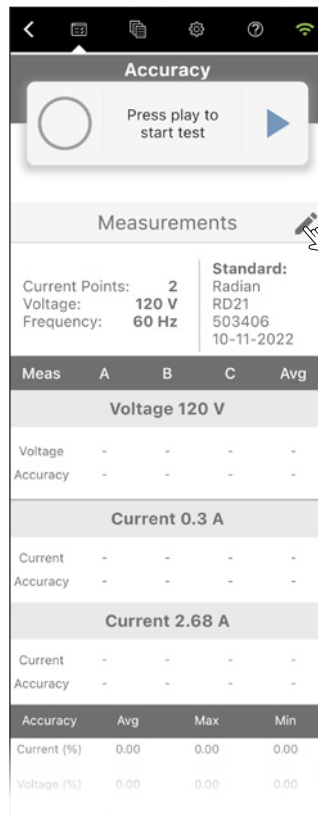 Accuracy
Press play to
start test
Measurements
Current Points: 2
Voltage: 120 V
Frequency: 60 Hz
Standard:
Radian
RD21
503406
10-11-2022
Meas A B C Avg
Voltage 120 V
Voltage - - - -
Accuracy - - - -
Current 0.3 A
Current - - - -
Accuracy - - - -
Current 2.68 A
Current - - - -
Accuracy - - - -
Accuracy Avg Max Min
Current (%) 0.00 0.00 0.00
Voltage (%) 0.00 0.00 0.00